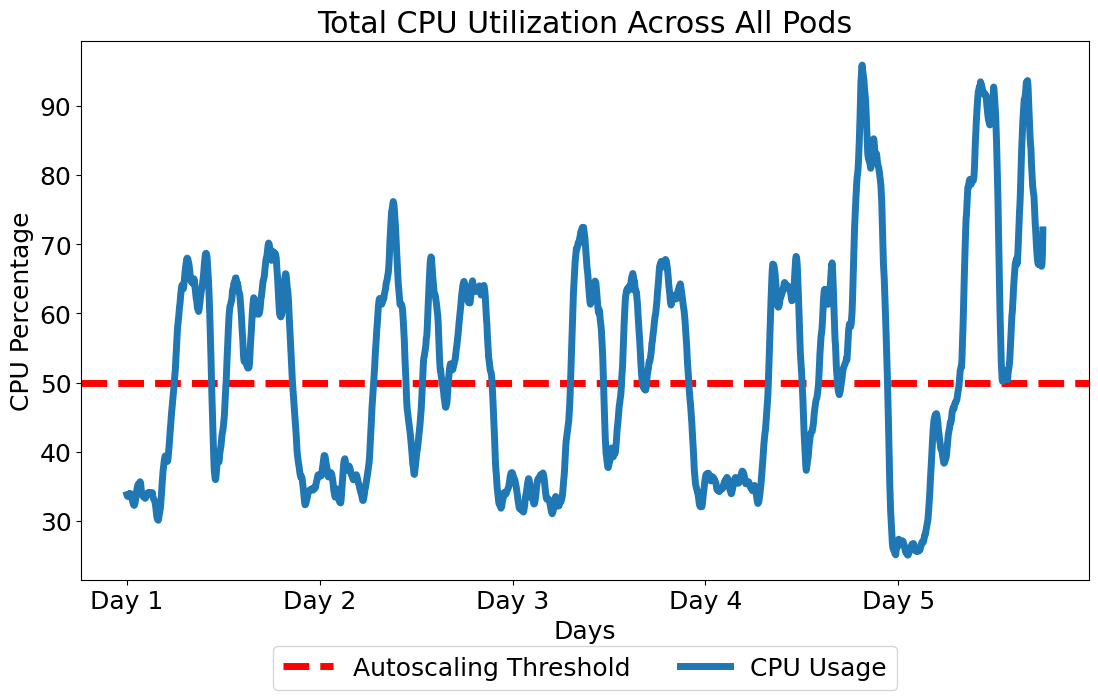 Total CPU Utilization Across All Pods
CPU Percentage
90
80
70
60
50
40
30
Day 1 Day 2 Day 3 Day 4 Day 5
Days
Autoscaling Threshold CPU Usage